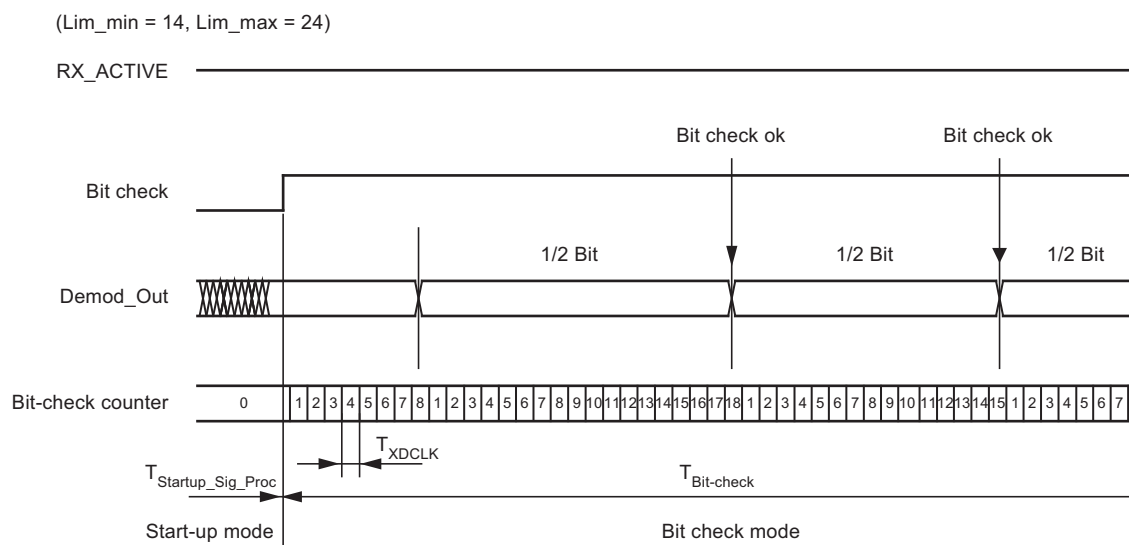 (Lim_min = 14, Lim_max = 24)
RX_ACTIVE
Bit check ok Bit check ok
Bit check
1/2 Bit 1/2 Bit 1/2 Bit
Demod_Out
Bit-check counter 0 1 2 3 4 5 6 7 8 1 2 3 4 5 6 7 8 9 10 11 12 13 14 15 16 17 18 1 2 3 4 5 6 7 8 9 10 11 12 13 14 15 1 2 3 4 5 6 7
TXDCLK
TStartup_Sig_Proc TBit-check
Start-up mode Bit check mode